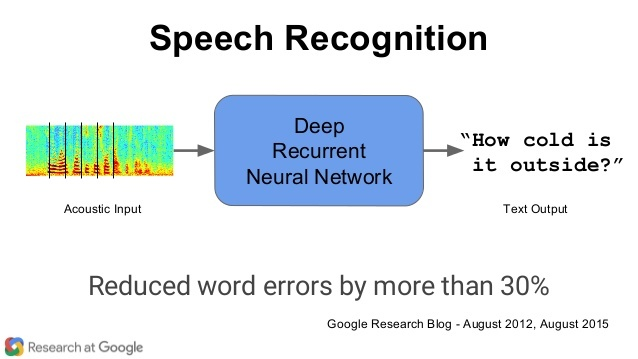 Speech Recognition
Deep
Recurrent
Neural Network
“How cold is
it outside?”
Acoustic Input
Text Output
Reduced word errors by more than 30%
Google Research Blog - August 2012, August 2015
Research at Google